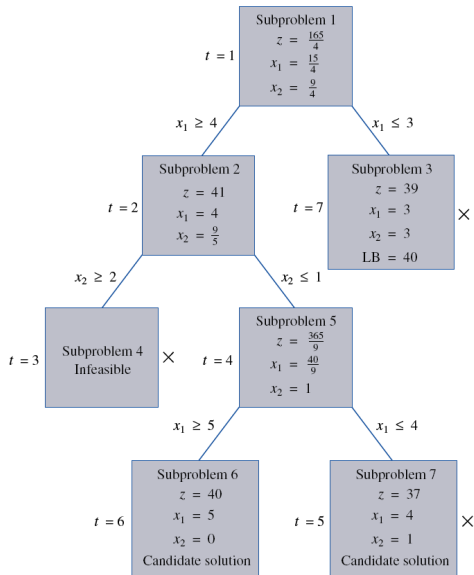 Subproblem 1
z = 165/4
t = 1
x₁ = 15/4
x₂ = 9/4
x₁ ≥ 4
x₁ ≤ 3
Subproblem 2
z = 41
t = 2
x₁ = 4
x₂ = 9/5
Subproblem 3
z = 39
t = 7
x₁ = 3
x₂ = 3
LB = 40
×
x₂ ≥ 2
x₂ ≤ 1
t = 3
Subproblem 4
Infeasible
×
Subproblem 5
z = 365/9
t = 4
x₁ = 40/9
x₂ = 1
x₁ ≥ 5
x₁ ≤ 4
Subproblem 6
z = 40
t = 6
x₁ = 5
x₂ = 0
Candidate solution
Subproblem 7
z = 37
t = 5
x₁ = 4
x₂ = 1
Candidate solution
×